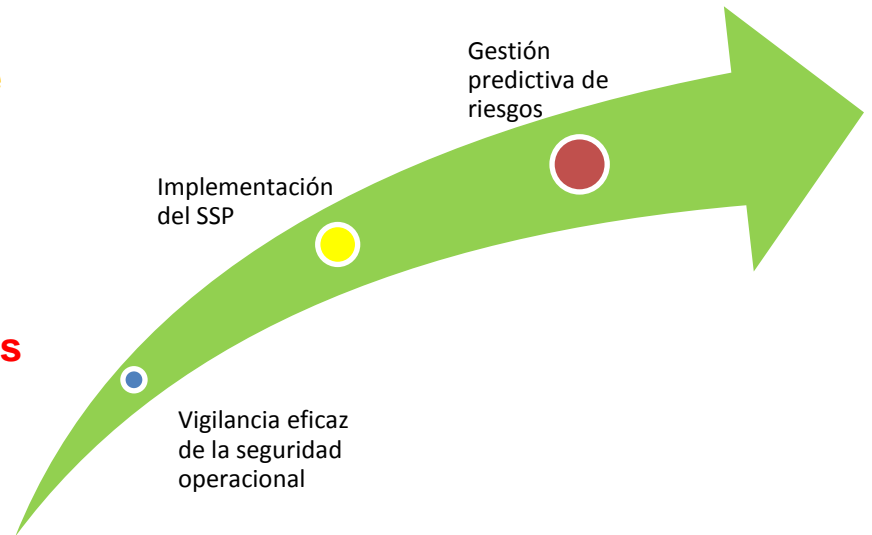 Gestión
predictiva de
riesgos
Implementación
del SSP
s
Vigilancia eficaz
de la seguridad
operacional